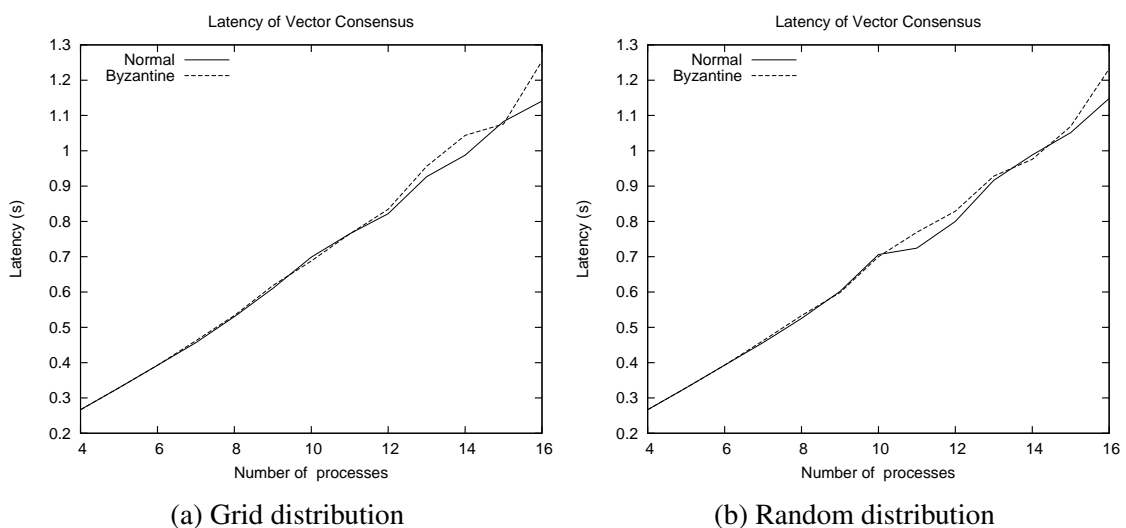 Latency of Vector Consensus
Normal
Byzantine
1.3
1.2
1.1
1
0.9
0.8
0.7
0.6
0.5
0.4
0.3
0.2
Latency (s)
4 6 8 10 12 14 16
Number of processes
(a) Grid distribution
Latency of Vector Consensus
Normal
Byzantine
1.3
1.2
1.1
1
0.9
0.8
0.7
0.6
0.5
0.4
0.3
0.2
Latency (s)
4 6 8 10 12 14 16
Number of processes
(b) Random distribution